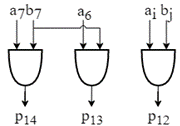 a₇b₇ a₆ aᵢ bⱼ
p₁₄ p₁₃ p₁₂